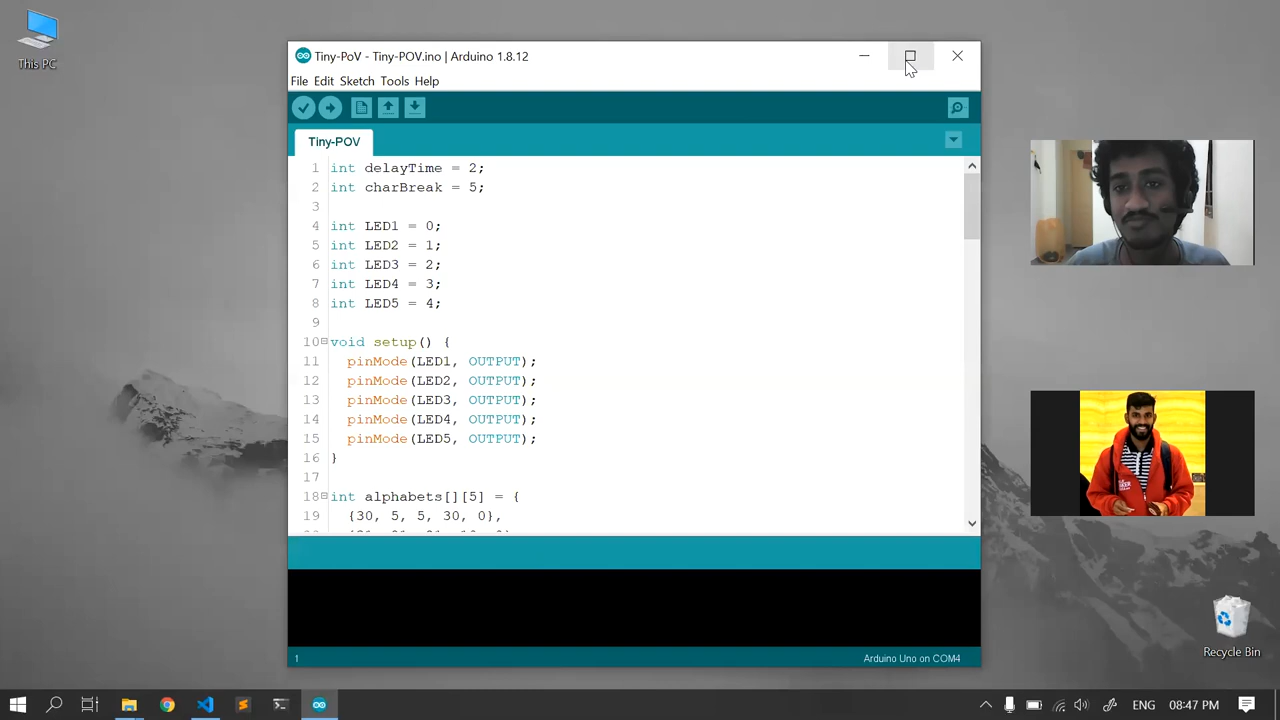 This PC
Tiny-PoV - Tiny-POV.ino | Arduino 1.8.12
File Edit Sketch Tools Help
Tiny-POV
1 int delayTime = 2;
2 int charBreak = 5;
3
4 int LED1 = 0;
5 int LED2 = 1;
6 int LED3 = 2;
7 int LED4 = 3;
8 int LED5 = 4;
9
10 void setup() {
11 pinMode(LED1, OUTPUT);
12 pinMode(LED2, OUTPUT);
13 pinMode(LED3, OUTPUT);
14 pinMode(LED4, OUTPUT);
15 pinMode(LED5, OUTPUT);
16 }
17
18 int alphabets[][5] = {
19 {30, 5, 5, 30, 0},
1
Arduino Uno on COM4
Recycle Bin
ENG 08:47 PM